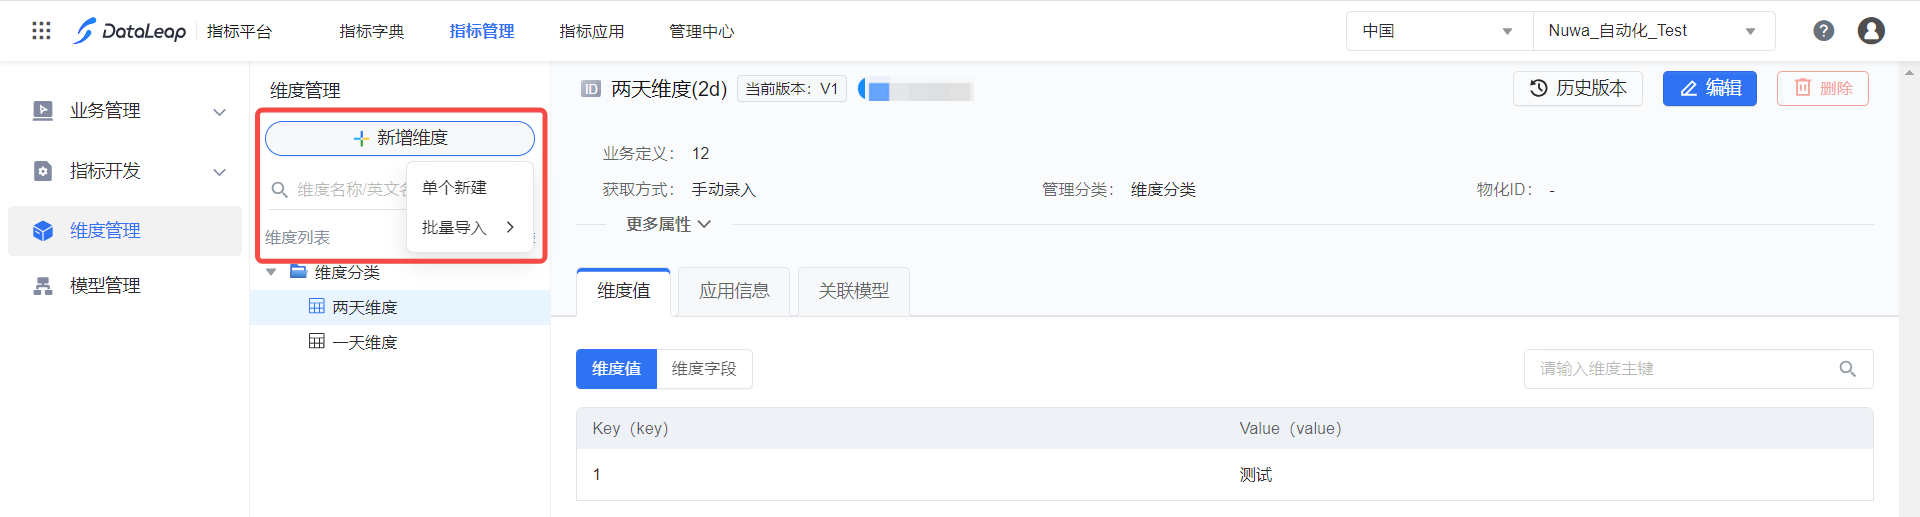 DataLeap 指标平台 指标字典 指标管理 指标应用 管理中心 中国 Nuwa_自动化_Test
业务管理
指标开发
维度管理
模型管理
维度管理
新增维度
维度名称/英文
单个新建
批量导入
维度列表
维度分类
两天维度
一天维度
ID 两天维度(2d) 当前版本：V1 历史版本 编辑 删除
业务定义： 12
获取方式： 手动录入 管理分类： 维度分类 物化ID： -
更多属性
维度值 应用信息 关联模型
维度值 维度字段 请输入维度主键
Key（key） Value（value）
1 测试